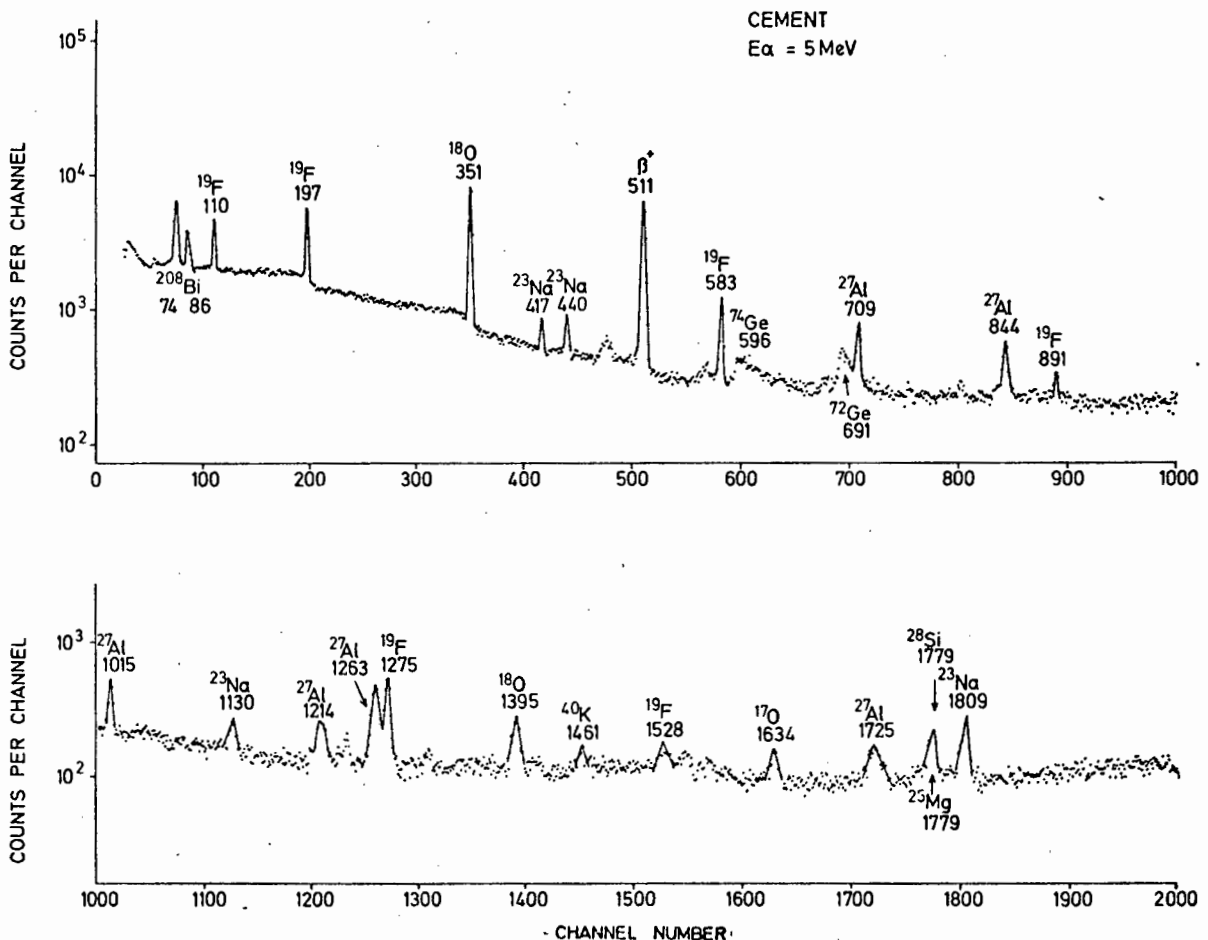 CEMENT
Eα = 5 MeV
COUNTS PER CHANNEL
10⁵
10⁴
10³
10²
²⁰⁸Bi
74 86
¹⁹F
110
¹⁹F
197
¹⁸O
351
²³Na
417
²³Na
440
β⁺
511
¹⁹F
583
⁷⁴Ge
596
⁷²Ge
691
²⁷Al
709
²⁷Al
844
¹⁹F
891
0 100 200 300 400 500 600 700 800 900 1000
COUNTS PER CHANNEL
10³
10²
²⁷Al
1015
²³Na
1130
²⁷Al
1214
²⁷Al
1263
¹⁹F
1275
¹⁸O
1395
⁴⁰K
1461
¹⁹F
1528
¹⁷O
1634
²⁷Al
1725
²⁸Si
1779
²⁵Mg
1779
²³Na
1809
1000 1100 1200 1300 1400 1500 1600 1700 1800 1900 2000
CHANNEL NUMBER